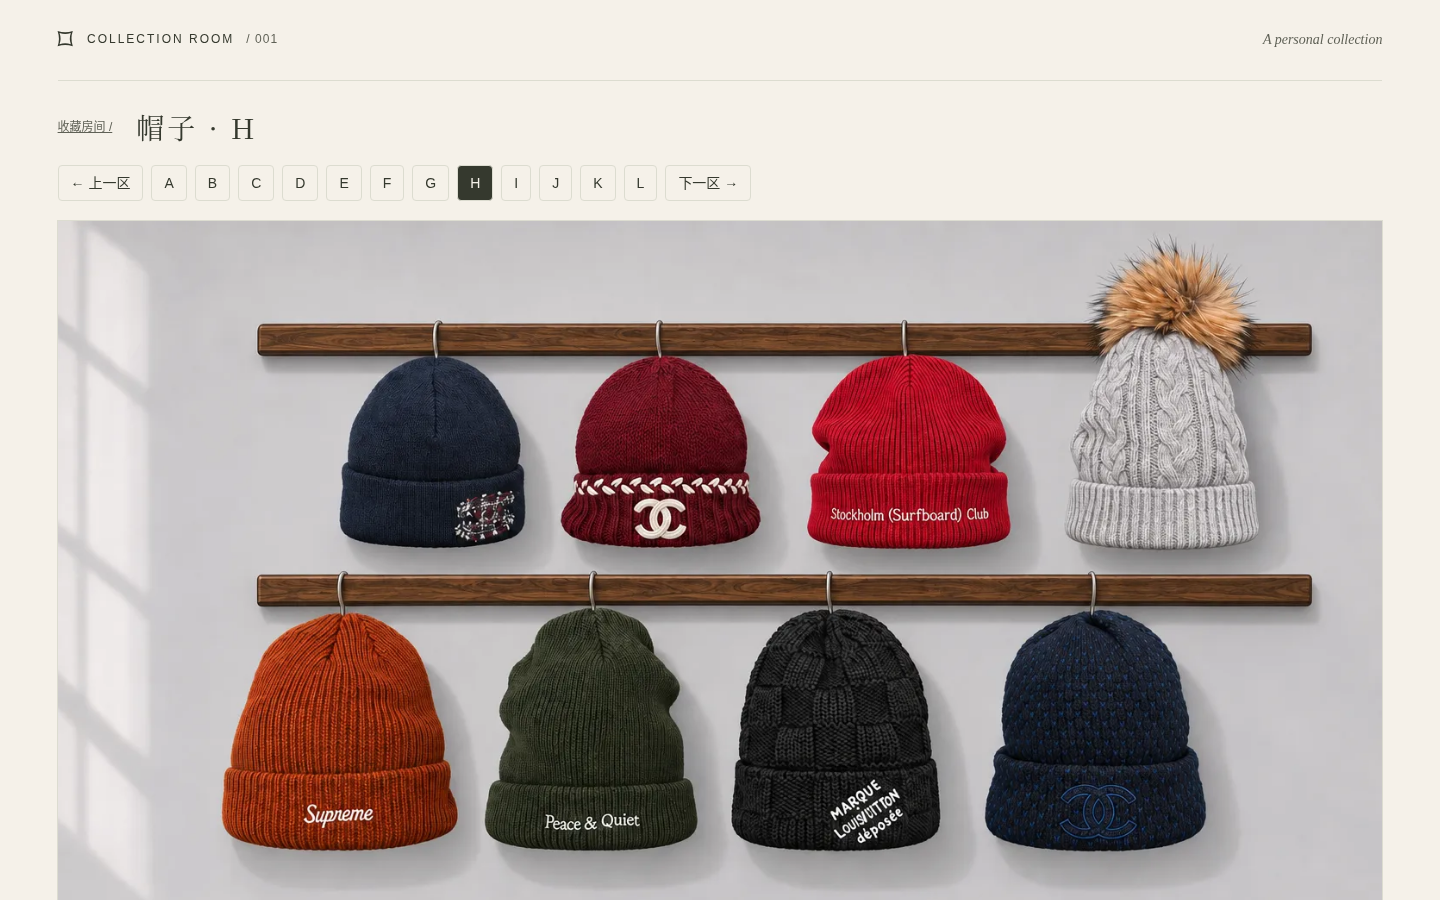 COLLECTION ROOM / 001
A personal collection
收藏房间 /
帽子 · H
← 上一区 A B C D E F G H I J K L 下一区 →
Stockholm (Surfboard) Club
Supreme
Peace & Quiet
MARQUE
LOUIS VUITTON
déposée